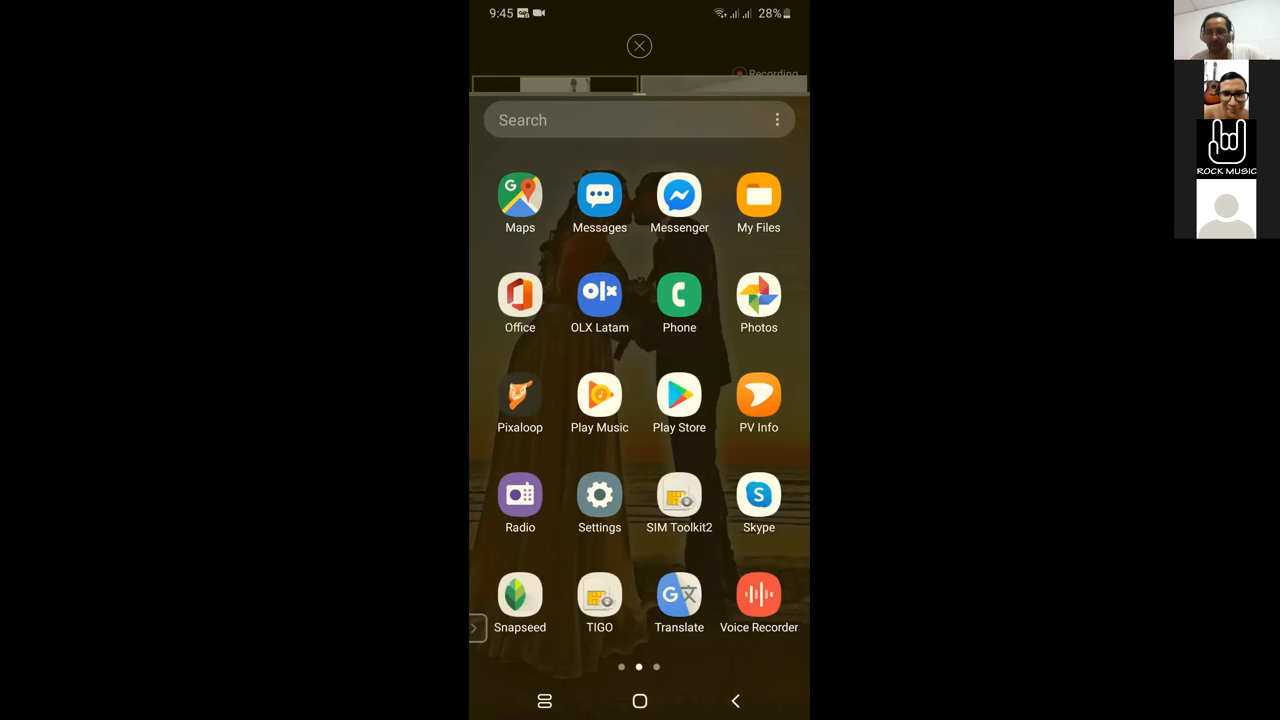 9:45 28%
Recording
Search
Maps Messages Messenger My Files
OLX
Office OLX Latam Phone Photos
Pixaloop Play Music Play Store PV Info
Radio Settings SIM Toolkit2 Skype
Snapseed TIGO Translate Voice Recorder
ROCK MUSIC